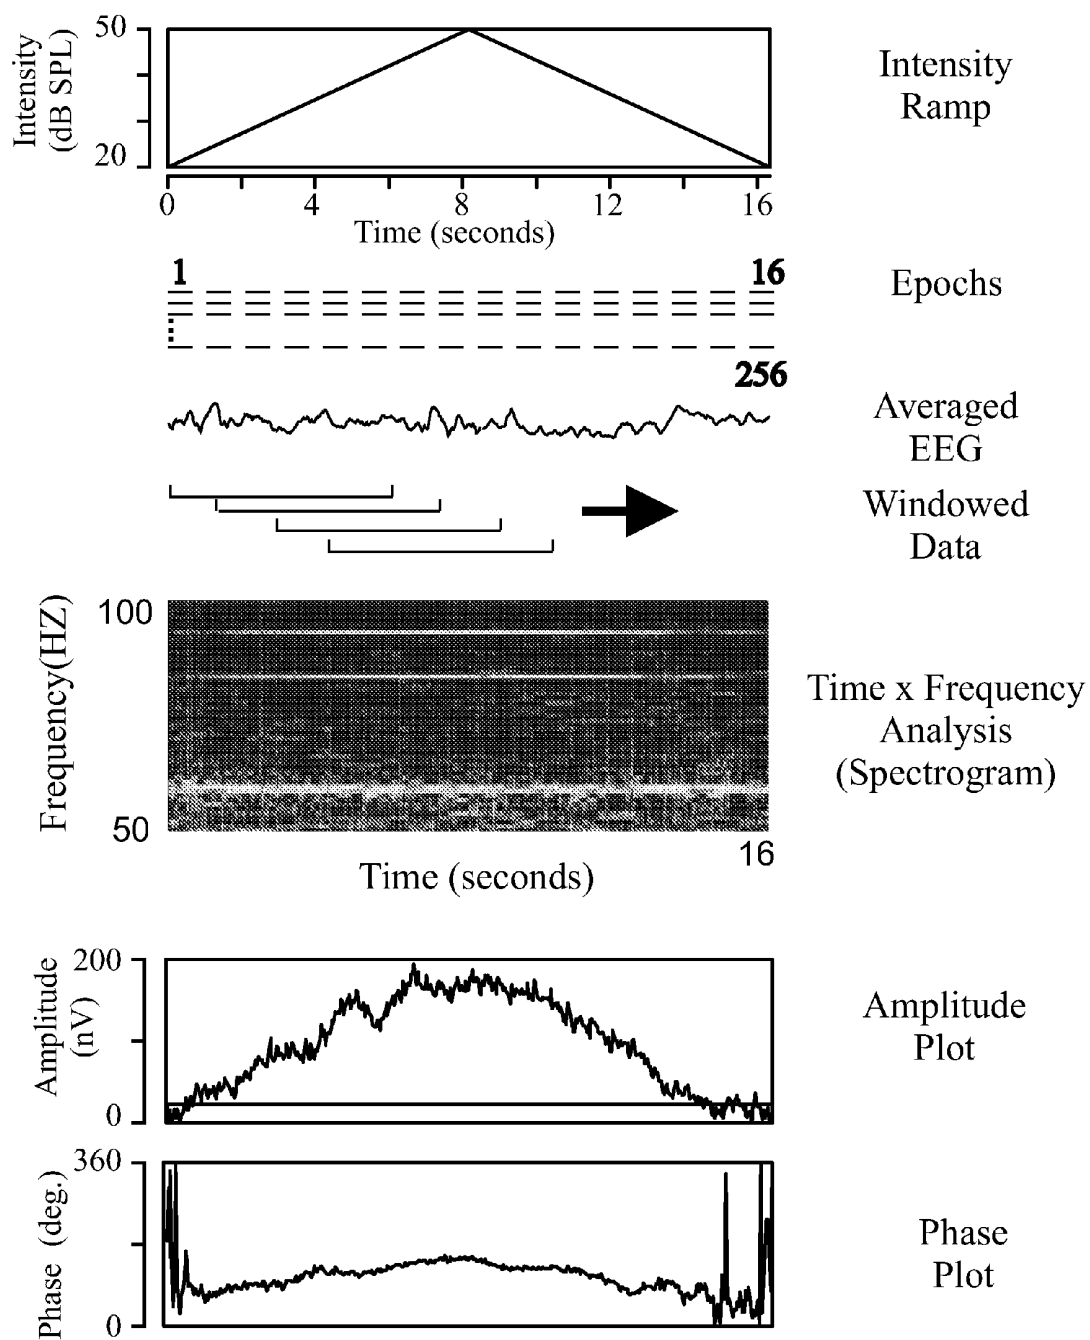 Intensity
(dB SPL)
50
20
Intensity
Ramp
0 4 8 12 16
Time (seconds)
1 16
Epochs
256
Averaged
EEG
Windowed
Data
Frequency(HZ)
100
50
Time x Frequency
Analysis
(Spectrogram)
16
Time (seconds)
Amplitude
(nV)
200
0
Amplitude
Plot
Phase (deg.)
360
0
Phase
Plot